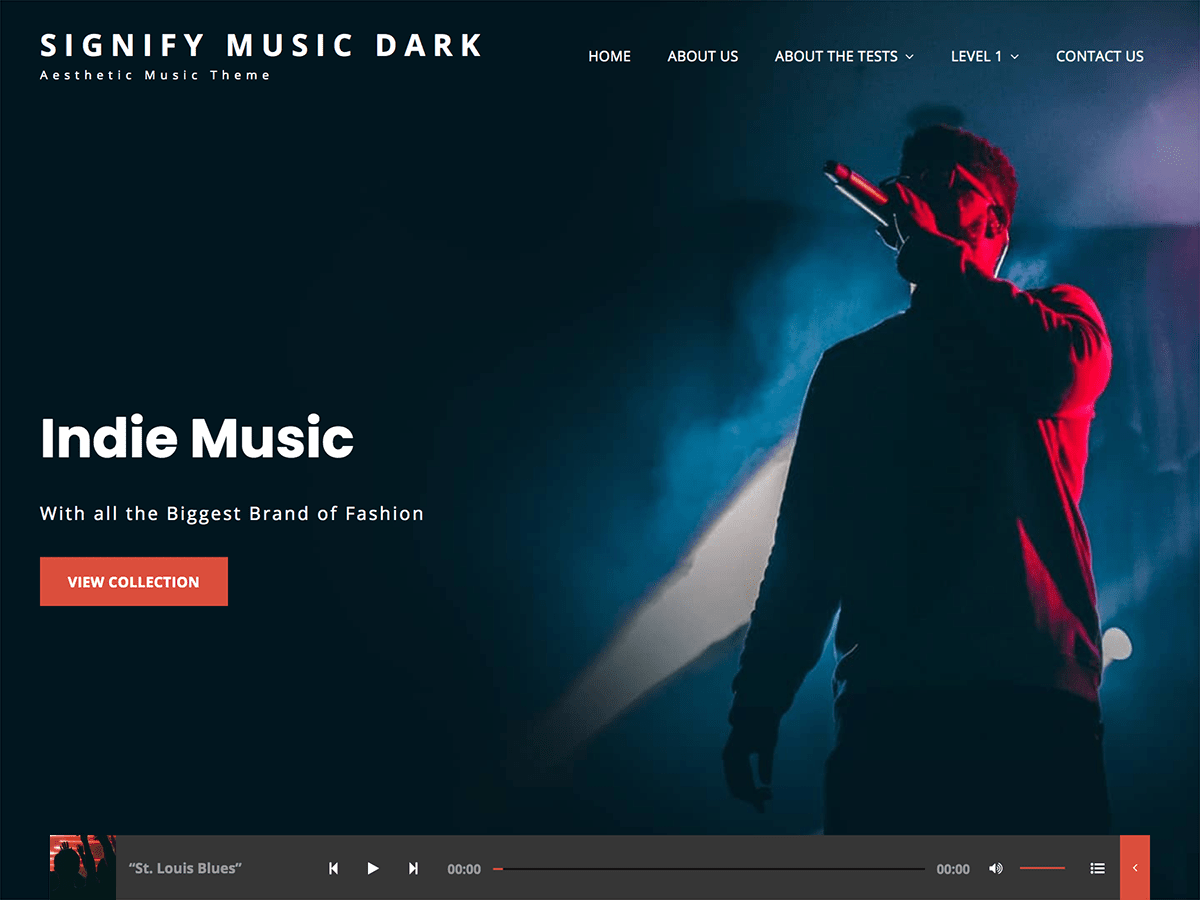 SIGNIFY MUSIC DARK
Aesthetic Music Theme
HOME ABOUT US ABOUT THE TESTS LEVEL 1 CONTACT US
Indie Music
With all the Biggest Brand of Fashion
VIEW COLLECTION
“St. Louis Blues” 00:00 00:00